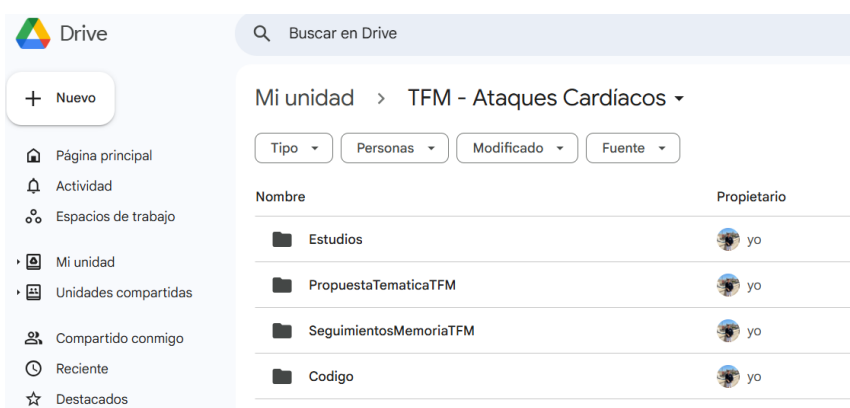 Drive
Buscar en Drive
Nuevo
Mi unidad > TFM - Ataques Cardíacos
Tipo
Personas
Modificado
Fuente
Página principal
Actividad
Espacios de trabajo
Mi unidad
Unidades compartidas
Compartido conmigo
Reciente
Destacados
Nombre Propietario
Estudios yo
PropuestaTematicaTFM yo
SeguimientosMemoriaTFM yo
Codigo yo